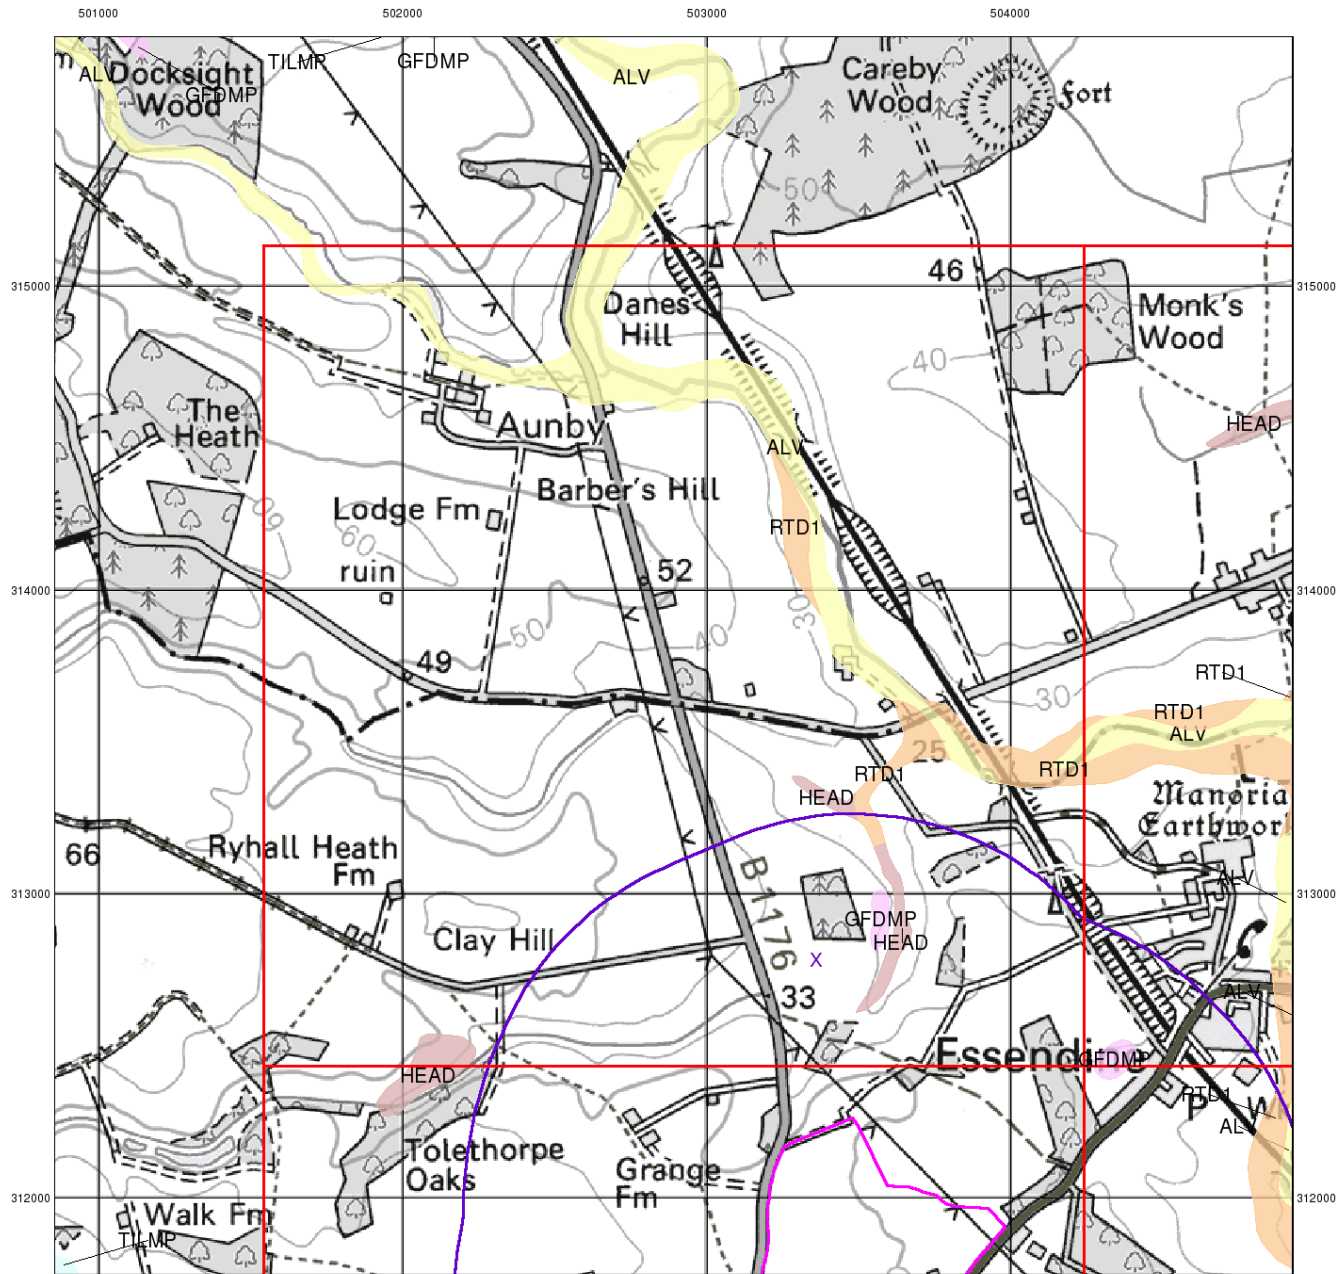 501000
502000
503000
504000
m
ALV
Docksight
Wood
GFDMP
TILMP
GFDMP
ALV
Careby
Wood
Fort
50
315000
46
315000
Danes
Hill
Monk's
Wood
40
The
Heath
Aunby
HEAD
ALV
Barber's Hill
60
Lodge Fm
60
ruin
RTD1
52
314000
314000
30
50
40
49
RTD1
30
RTD1
ALV
25
RTD1
RTD1
HEAD
Manoria
Earthwor
66
Ryhall Heath
Fm
ALV
313000
313000
B1176
GFDMP
HEAD
Clay Hill
X
33
ALV
Essendine
GFDMP
HEAD
RTD1
P
W
AL
Tolethorpe
Oaks
Grange
Fm
312000
312000
Walk Fm
TILMP